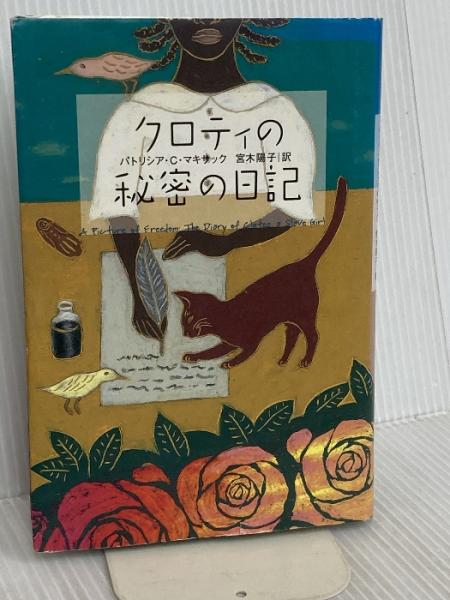 クロティの
パトリシア・C・マキサック 宮木陽子｜訳
秘密の日記
A Picture of Freedom: The Diary of Clotee, a Slave Girl